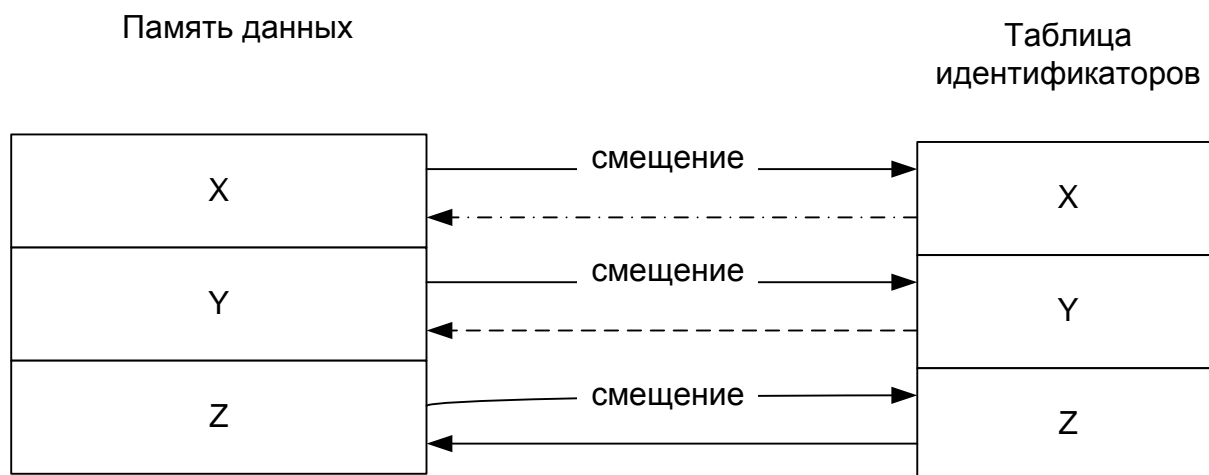 Память данных
Таблица
идентификаторов
X
смещение
X
Y
смещение
Y
Z
смещение
Z